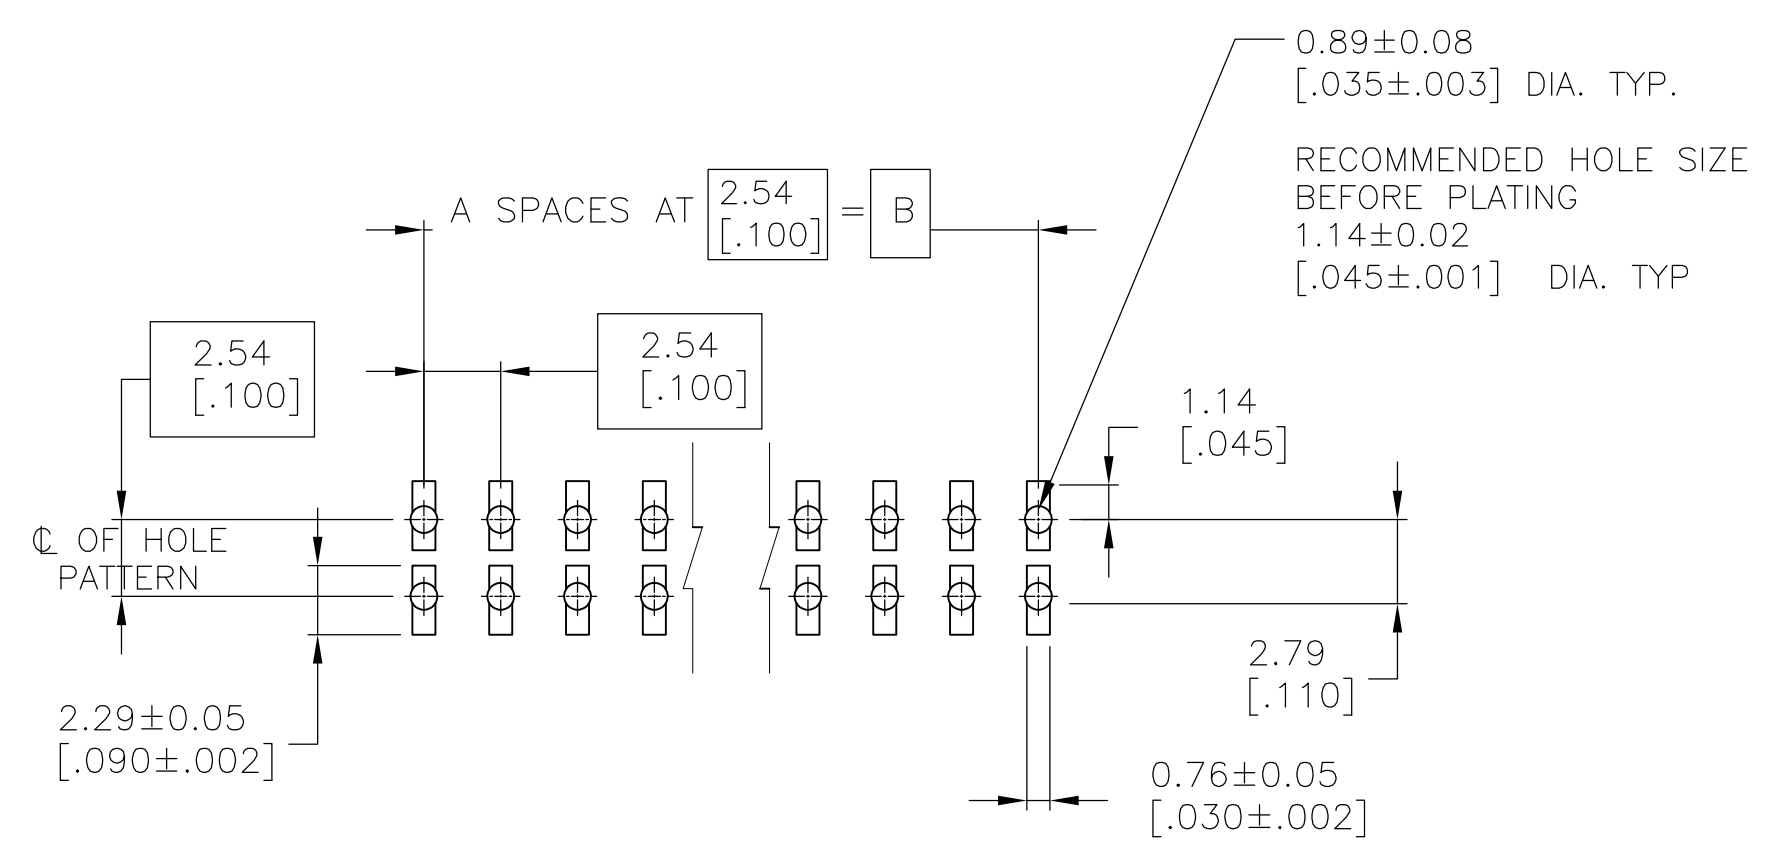 0.89±0.08
[.035±.003] DIA. TYP.
RECOMMENDED HOLE SIZE
BEFORE PLATING
1.14±0.02
[.045±.001] DIA. TYP
A SPACES AT 2.54 [.100] = B
2.54
[.100]
2.54
[.100]
1.14
[.045]
℄ OF HOLE
PATTERN
2.79
[.110]
2.29±0.05
[.090±.002]
0.76±0.05
[.030±.002]